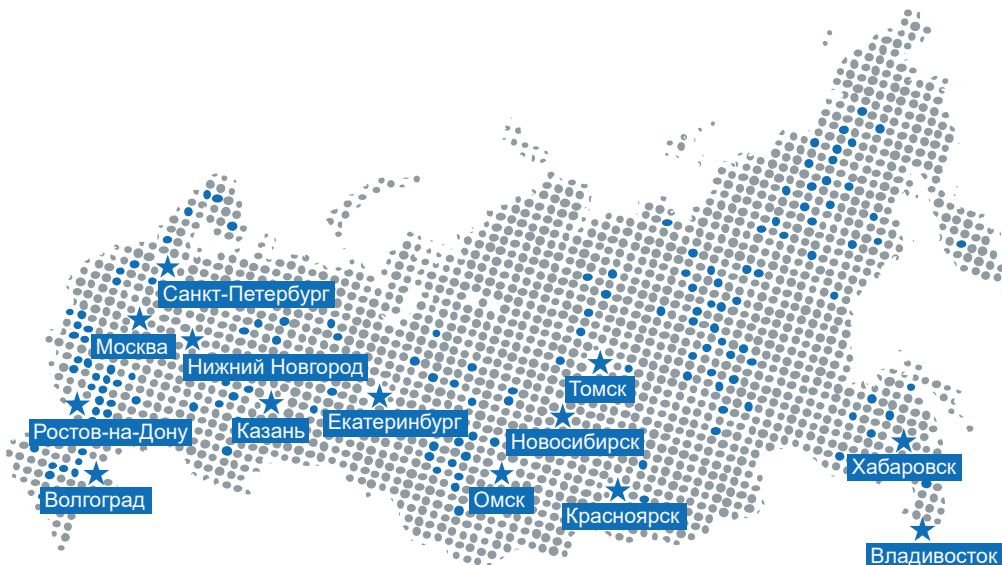 Санкт-Петербург
Москва
Нижний Новгород
Томск
Ростов-на-Дону
Казань
Екатеринбург
Новосибирск
Хабаровск
Волгоград
Омск
Красноярск
Владивосток